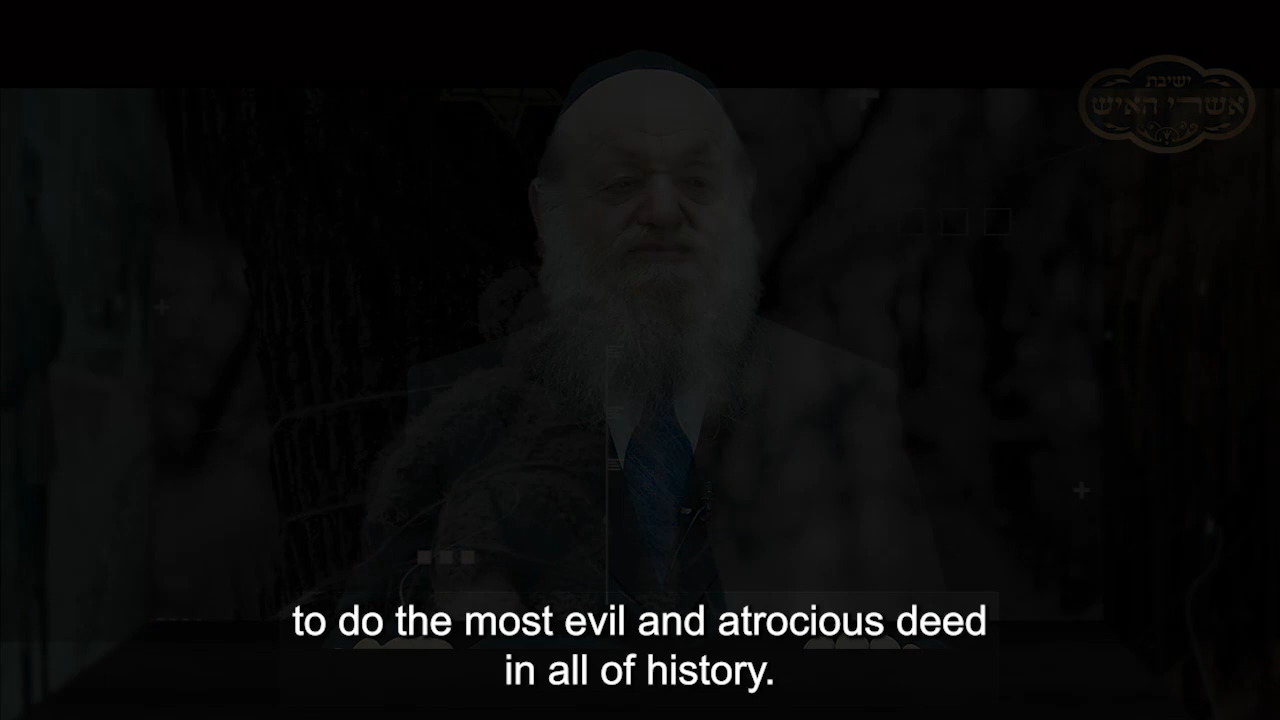 ישיבת
אשרי האיש
to do the most evil and atrocious deed
in all of history.